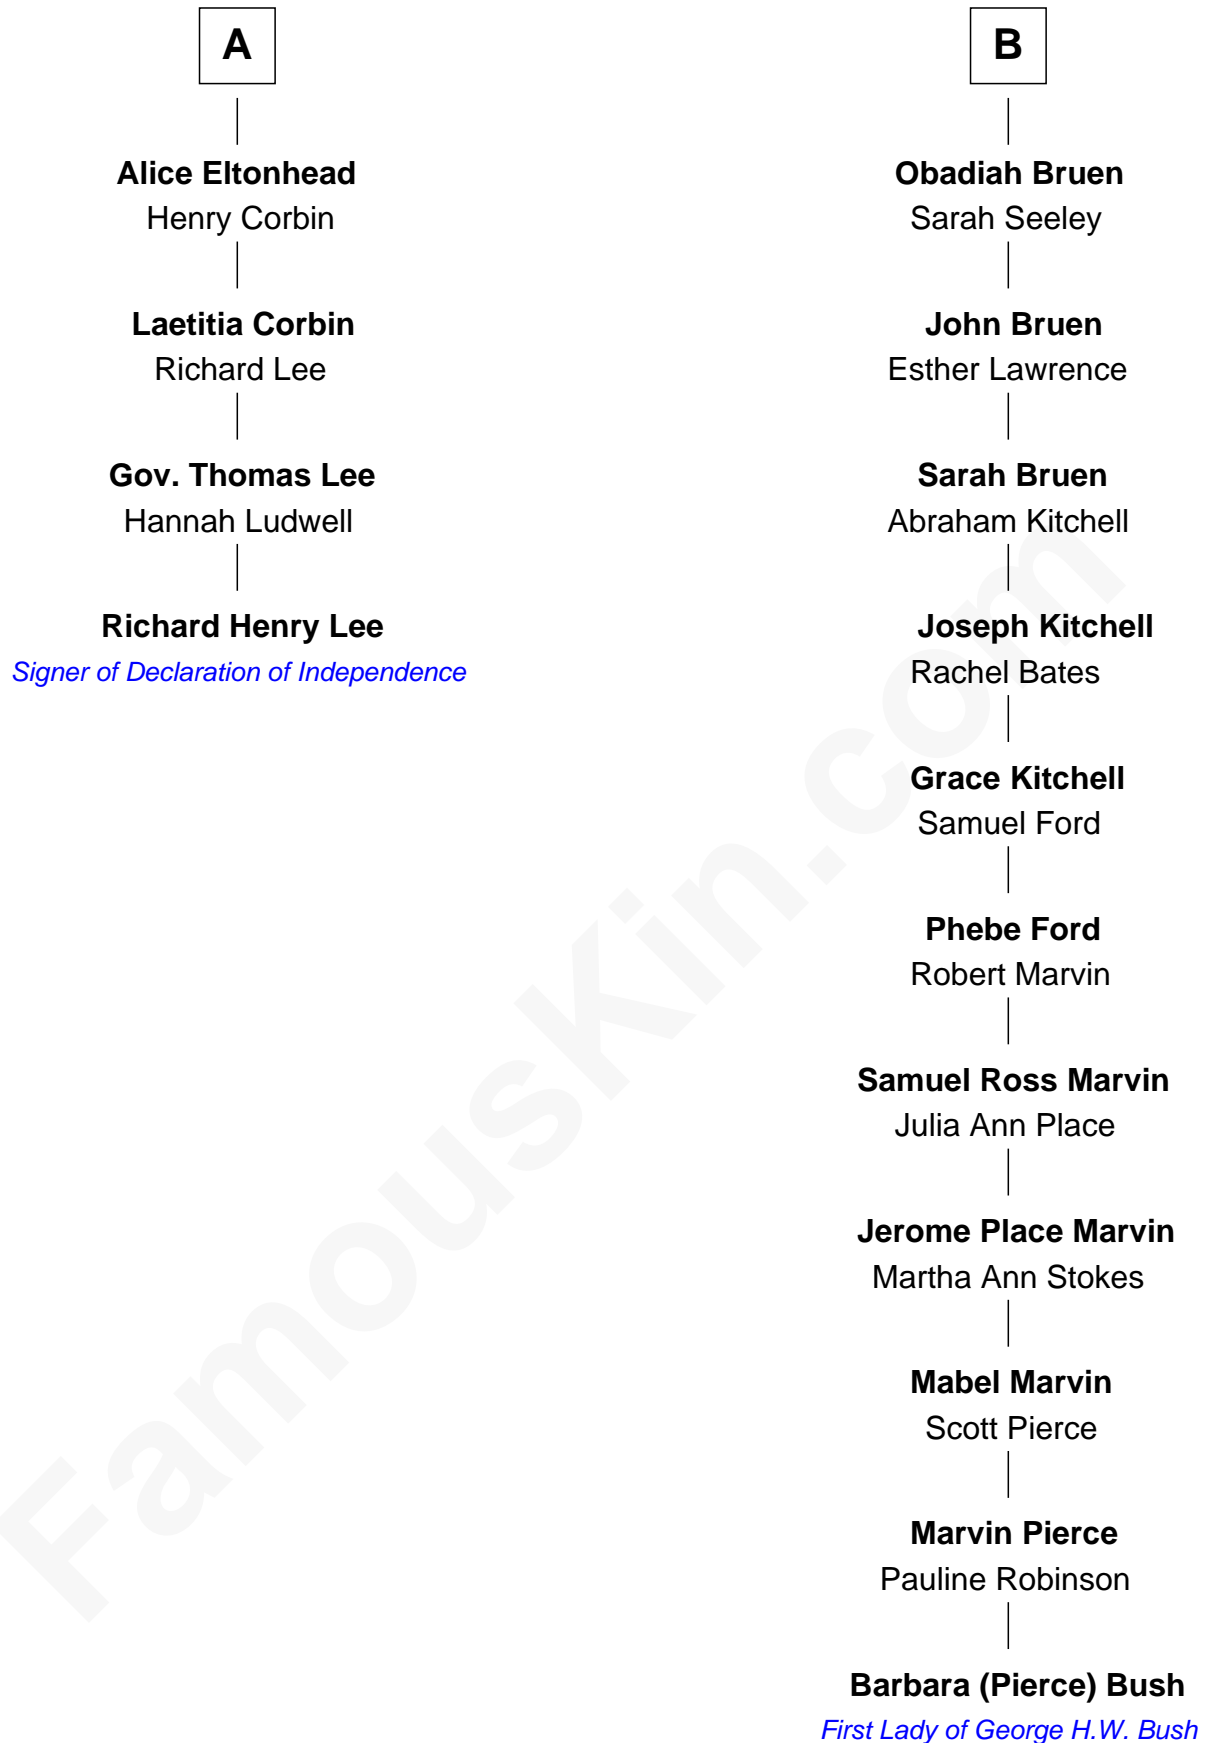 A
Alice Eltonhead
Henry Corbin
Laetitia Corbin
Richard Lee
Gov. Thomas Lee
Hannah Ludwell
Richard Henry Lee
Signer of Declaration of Independence
B
Obadiah Bruen
Sarah Seeley
John Bruen
Esther Lawrence
Sarah Bruen
Abraham Kitchell
Joseph Kitchell
Rachel Bates
Grace Kitchell
Samuel Ford
Phebe Ford
Robert Marvin
Samuel Ross Marvin
Julia Ann Place
Jerome Place Marvin
Martha Ann Stokes
Mabel Marvin
Scott Pierce
Marvin Pierce
Pauline Robinson
Barbara (Pierce) Bush
First Lady of George H.W. Bush
FamousKin.com